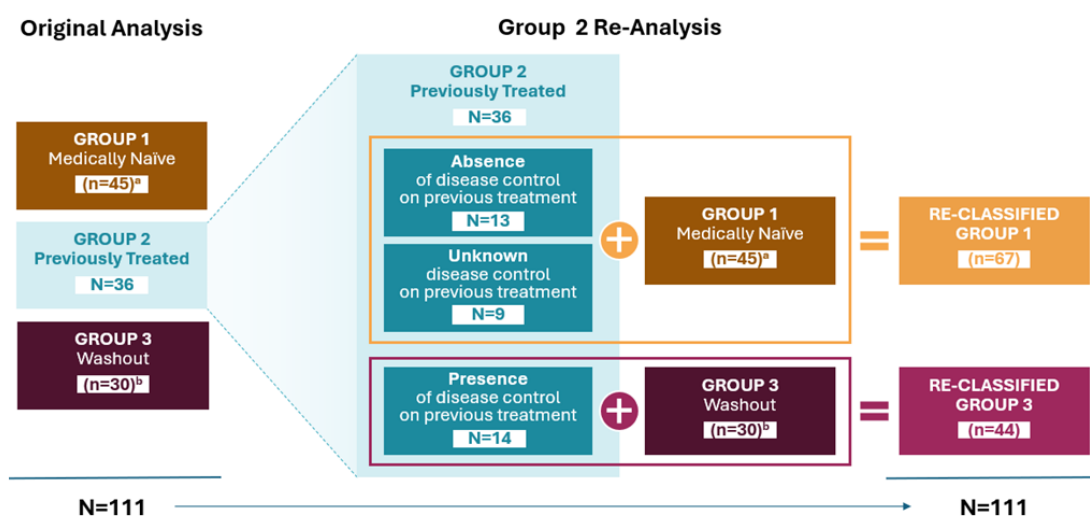 Original Analysis
Group 2 Re-Analysis
GROUP 1
Medically Naïve
(n=45)ᵃ
GROUP 2
Previously Treated
N=36
GROUP 3
Washout
(n=30)ᵇ
N=111
GROUP 2
Previously Treated
N=36
Absence
of disease control
on previous treatment
N=13
Unknown
disease control
on previous treatment
N=9
+
GROUP 1
Medically Naïve
(n=45)ᵃ
=
RE-CLASSIFIED
GROUP 1
(n=67)
Presence
of disease control
on previous treatment
N=14
+
GROUP 3
Washout
(n=30)ᵇ
=
RE-CLASSIFIED
GROUP 3
(n=44)
N=111